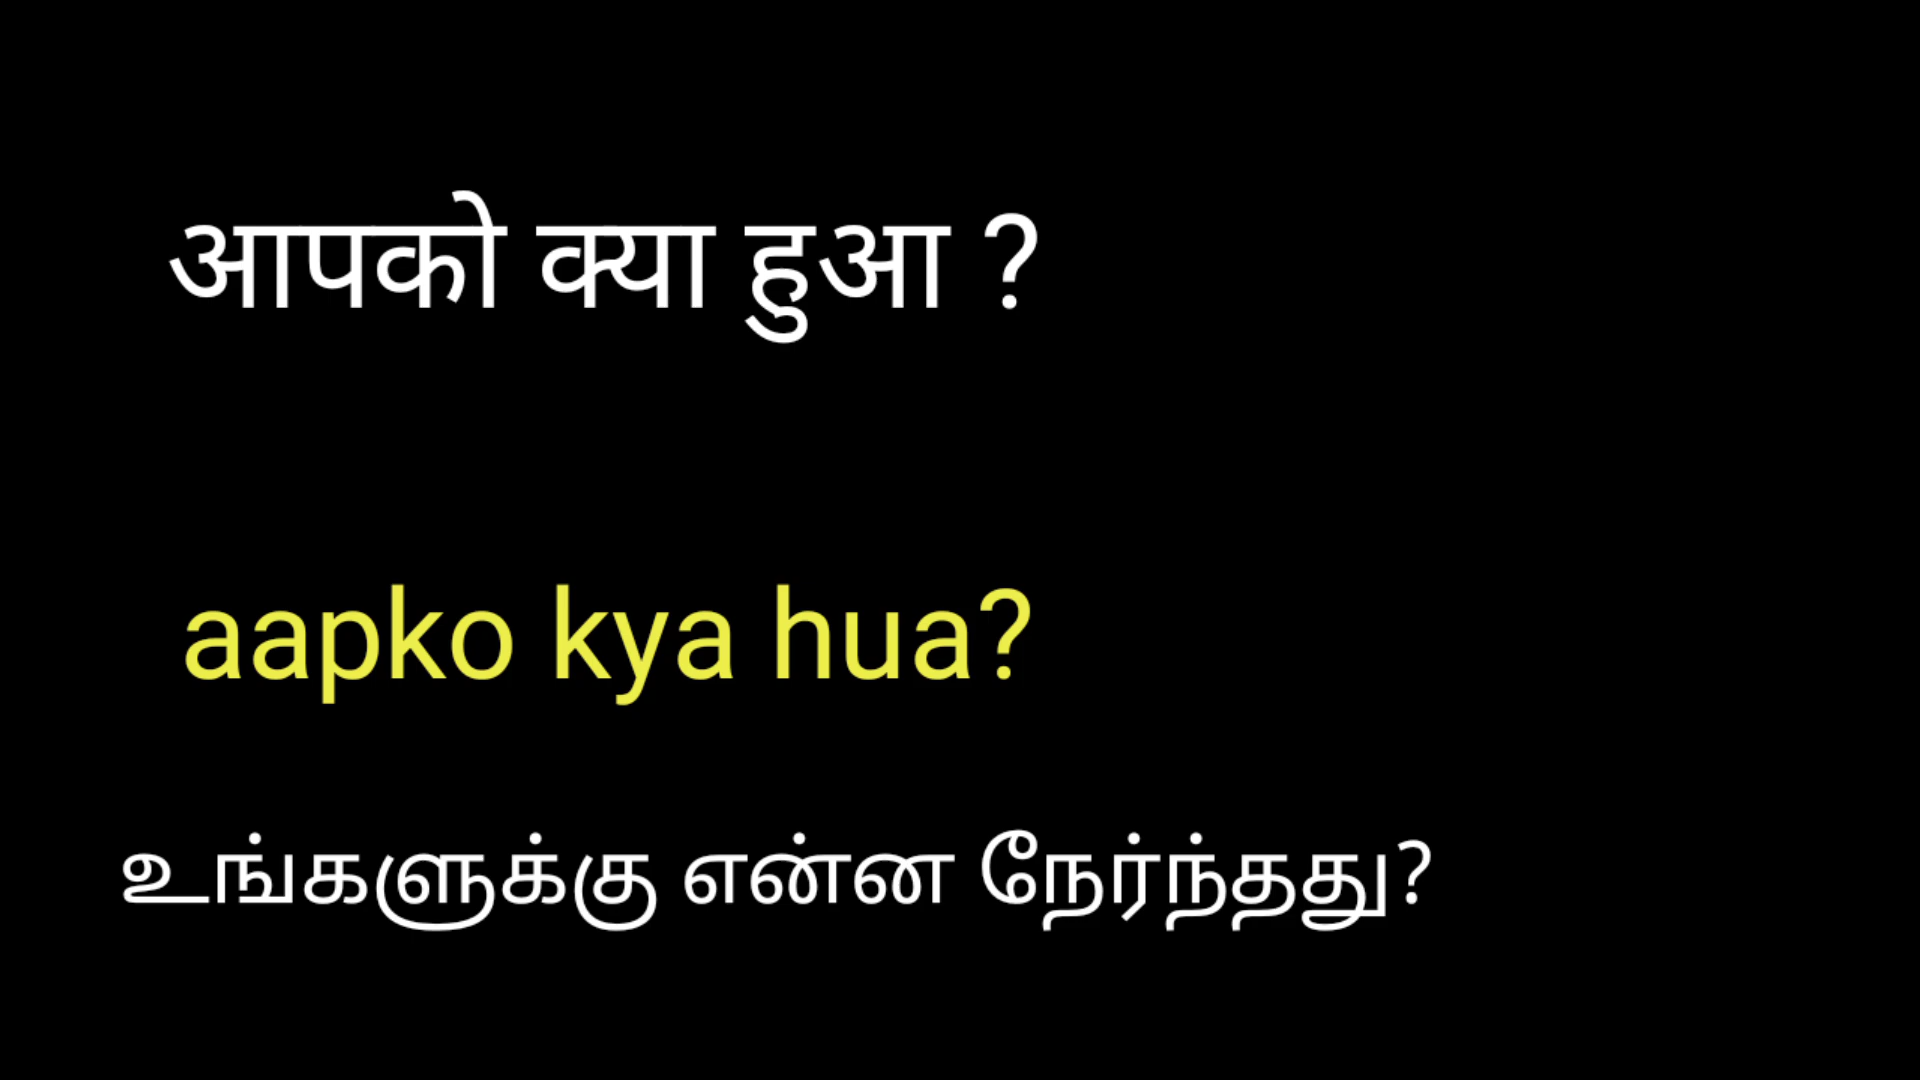 आपको क्या हुआ ?
aapko kya hua?
உங்களுக்கு என்ன நேர்ந்தது?